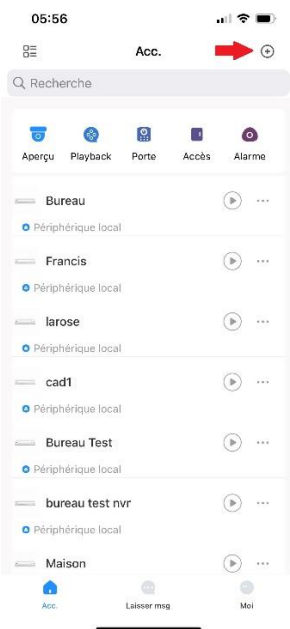 05:56
Acc.
Recherche
Aperçu Playback Porte Accès Alarme
Bureau
Périphérique local
Francis
Périphérique local
larose
Périphérique local
cad1
Périphérique local
Bureau Test
Périphérique local
bureau test nvr
Périphérique local
Maison
Acc. Laisser msg Moi